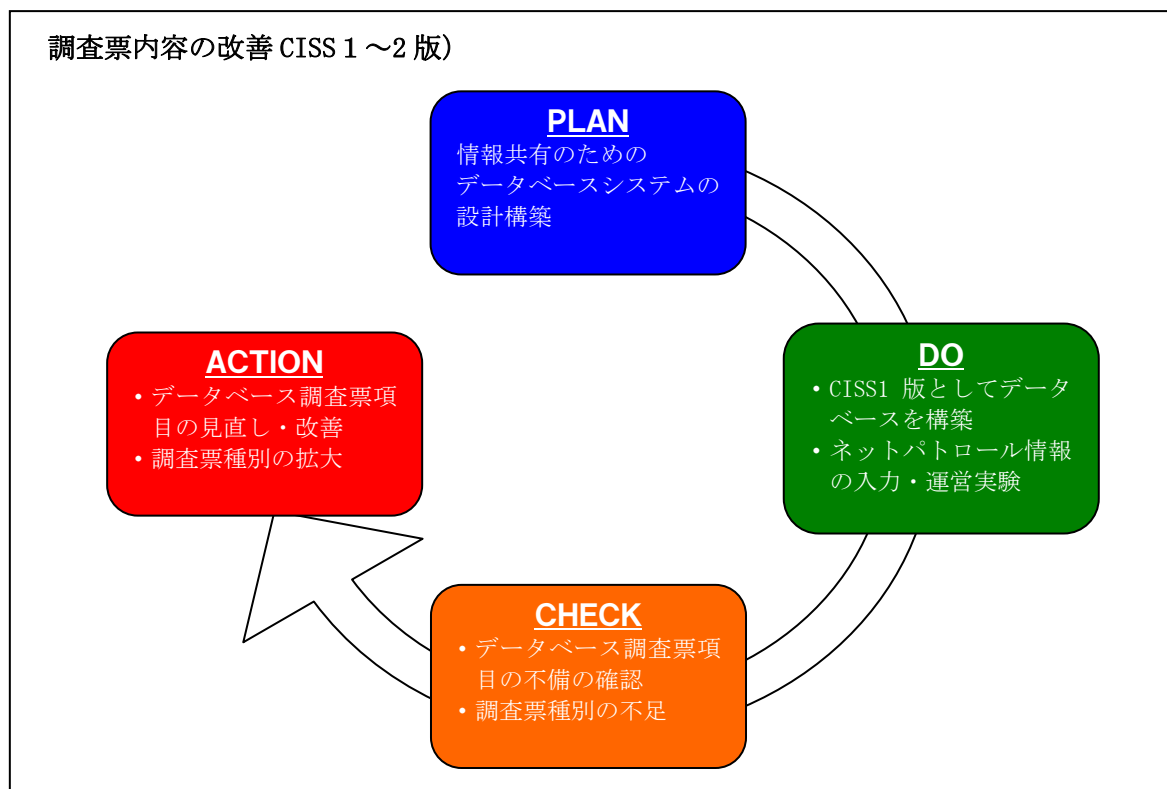 調査票内容の改善 CISS 1～2 版)
PLAN
情報共有のための
データベースシステムの
設計構築
DO
・CISS1 版としてデータ
ベースを構築
・ネットパトロール情報
の入力・運営実験
CHECK
・データベース調査票項
目の不備の確認
・調査票種別の不足
ACTION
・データベース調査票項
目の見直し・改善
・調査票種別の拡大